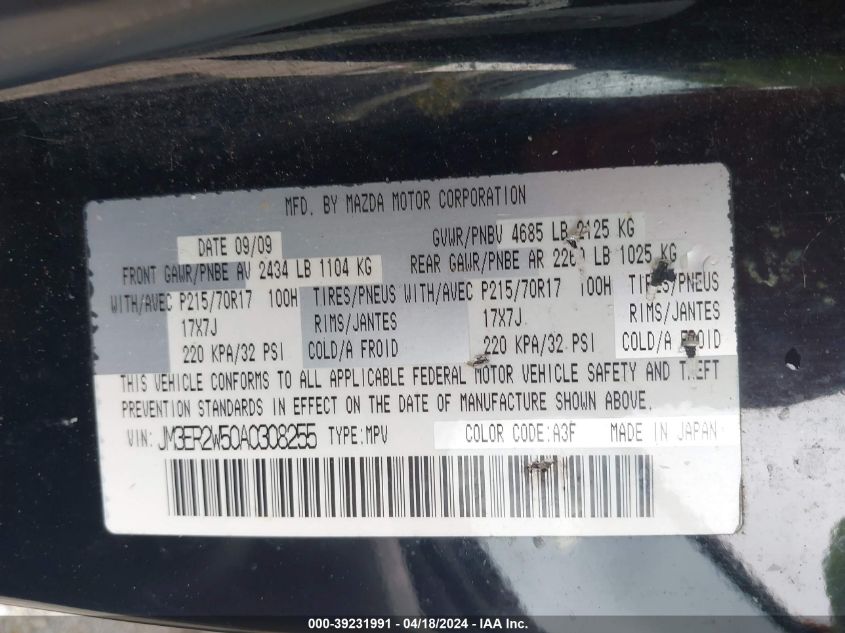 MFD. BY MAZDA MOTOR CORPORATION
DATE 09/09 GVWR/PNBV 4685 LB 2125 KG
FRONT GAWR/PNBE AV 2434 LB 1104 KG REAR GAWR/PNBE AR 2260 LB 1025 KG
WITH/AVEC P215/70R17 100H TIRES/PNEUS WITH/AVEC P215/70R17 100H TIRES/PNEUS
17X7J RIMS/JANTES 17X7J RIMS/JANTES
220 KPA/32 PSI COLD/A FROID 220 KPA/32 PSI COLD/A FROID
THIS VEHICLE CONFORMS TO ALL APPLICABLE FEDERAL MOTOR VEHICLE SAFETY AND THEFT
PREVENTION STANDARDS IN EFFECT ON THE DATE OF MANUFACTURE SHOWN ABOVE.
VIN: JM3ER2W50A0308255 TYPE:MPV COLOR CODE:A3F MADE IN JAPAN
000-39231991 - 04/18/2024 - IAA Inc.